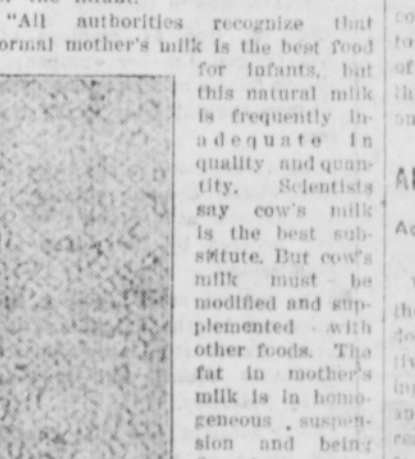 "All authorities recognize that
ormal mother's milk is the best food
for infants, but
this natural milk
is frequently in-
adequate in
quality and quan-
tity. Scientists
say cow's milk
is the best sub-
stitute. But cow's
milk must be
modified and sup-
plemented with
other foods. The
fat in mother's
milk is in homo-
geneous suspen-
sion and being